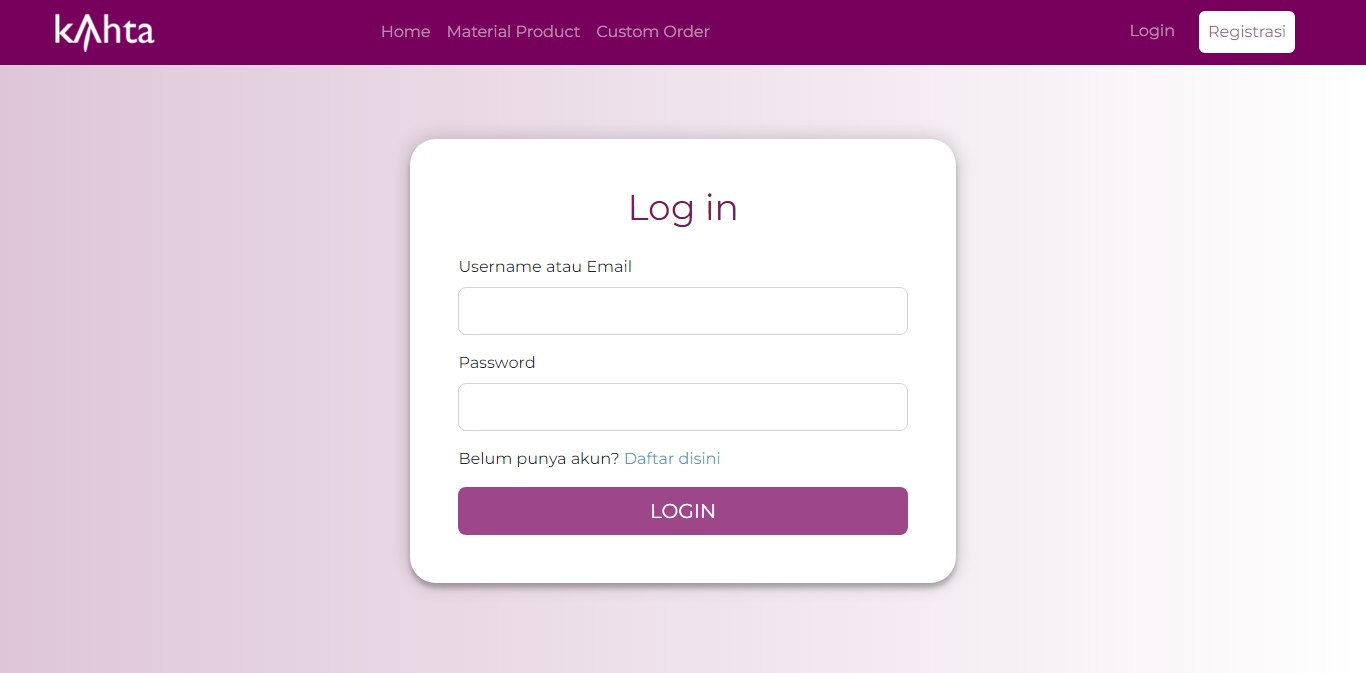 kahta
Home Material Product Custom Order
Login
Registrasi
Log in
Username atau Email
Password
Belum punya akun? Daftar disini
LOGIN